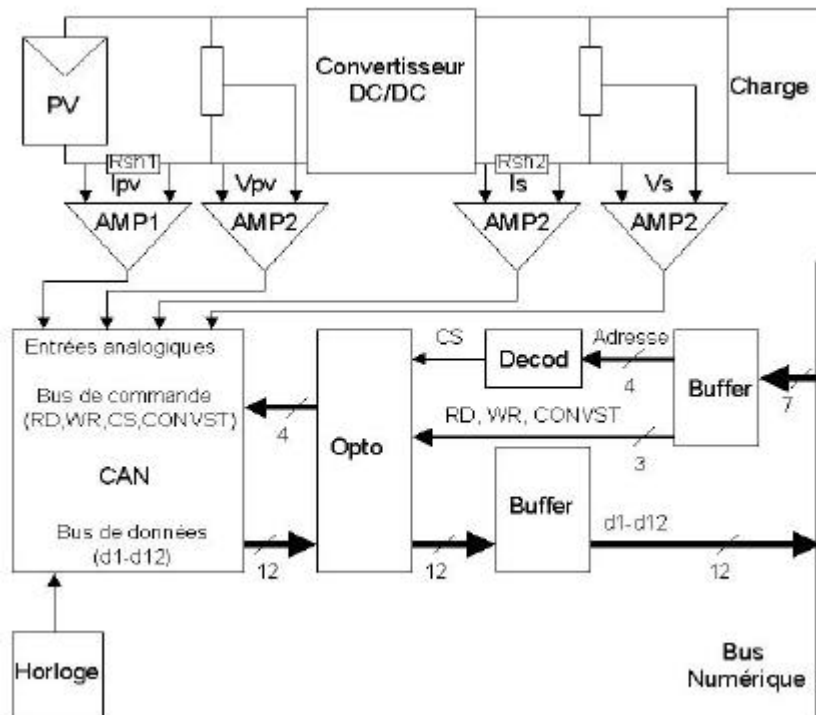 PV
Convertisseur
DC/DC
Charge
Rsh1
Rsh2
Ipv
Vpv
Is
Vs
AMP1
AMP2
AMP2
AMP2
Entrées analogiques
Bus de commande
(RD,WR,CS,CONVST)
CAN
Bus de données
(d1-d12)
4
12
Opto
CS
Decod
Adresse
4
Buffer
7
RD, WR, CONVST
3
Buffer
12
d1-d12
12
Horloge
Bus
Numérique